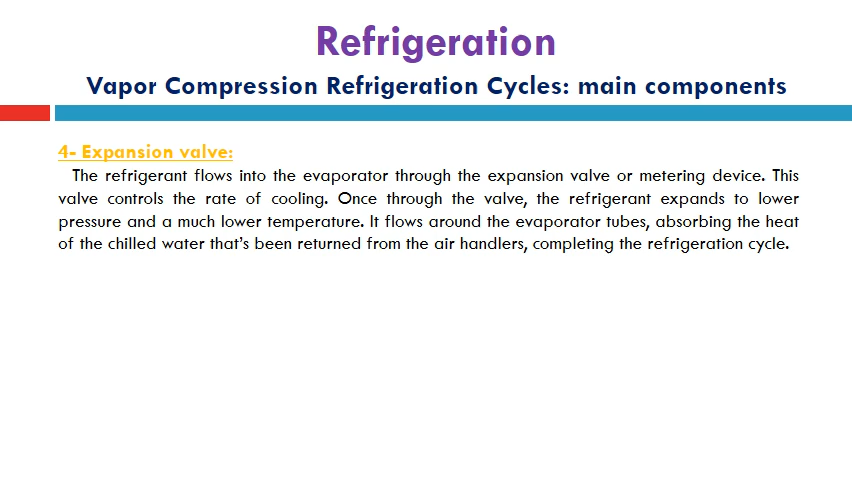 Refrigeration
Vapor Compression Refrigeration Cycles: main components
4- Expansion valve:
The refrigerant flows into the evaporator through the expansion valve or metering device. This
valve controls the rate of cooling. Once through the valve, the refrigerant expands to lower
pressure and a much lower temperature. It flows around the evaporator tubes, absorbing the heat
of the chilled water that's been returned from the air handlers, completing the refrigeration cycle.